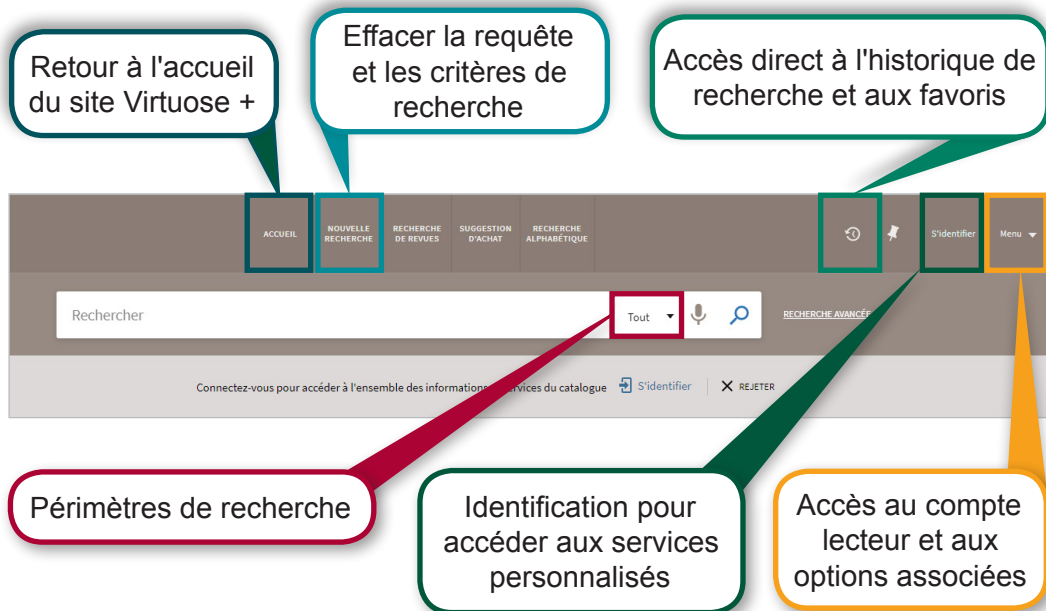 Retour à l'accueil
du site Virtuose +
Effacer la requête
et les critères de
recherche
Accès direct à l'historique de
recherche et aux favoris
ACCUEIL
NOUVELLE
RECHERCHE
RECHERCHE
DE REVUES
SUGGESTION
D'ACHAT
RECHERCHE
ALPHABÉTIQUE
S'identifier
Menu
Rechercher
Tout
RECHERCHE AVANCÉE
Connectez-vous pour accéder à l'ensemble des informations services du catalogue
S'identifier
REJETER
Périmètres de recherche
Identification pour
accéder aux services
personnalisés
Accès au compte
lecteur et aux
options associées